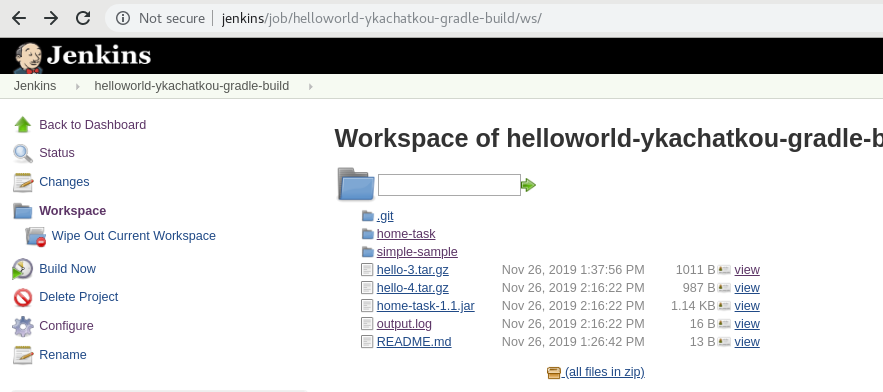 Not secure | jenkins/job/helloworld-ykachatkou-gradle-build/ws/
Jenkins
Jenkins helloworld-ykachatkou-gradle-build
Back to Dashboard
Status
Changes
Workspace
Wipe Out Current Workspace
Build Now
Delete Project
Configure
Rename
Workspace of helloworld-ykachatkou-gradle-b
.git
home-task
simple-sample
hello-3.tar.gz Nov 26, 2019 1:37:56 PM 1011 B view
hello-4.tar.gz Nov 26, 2019 2:16:22 PM 987 B view
home-task-1.1.jar Nov 26, 2019 2:16:22 PM 1.14 KB view
output.log Nov 26, 2019 2:16:22 PM 16 B view
README.md Nov 26, 2019 1:26:42 PM 13 B view
(all files in zip)